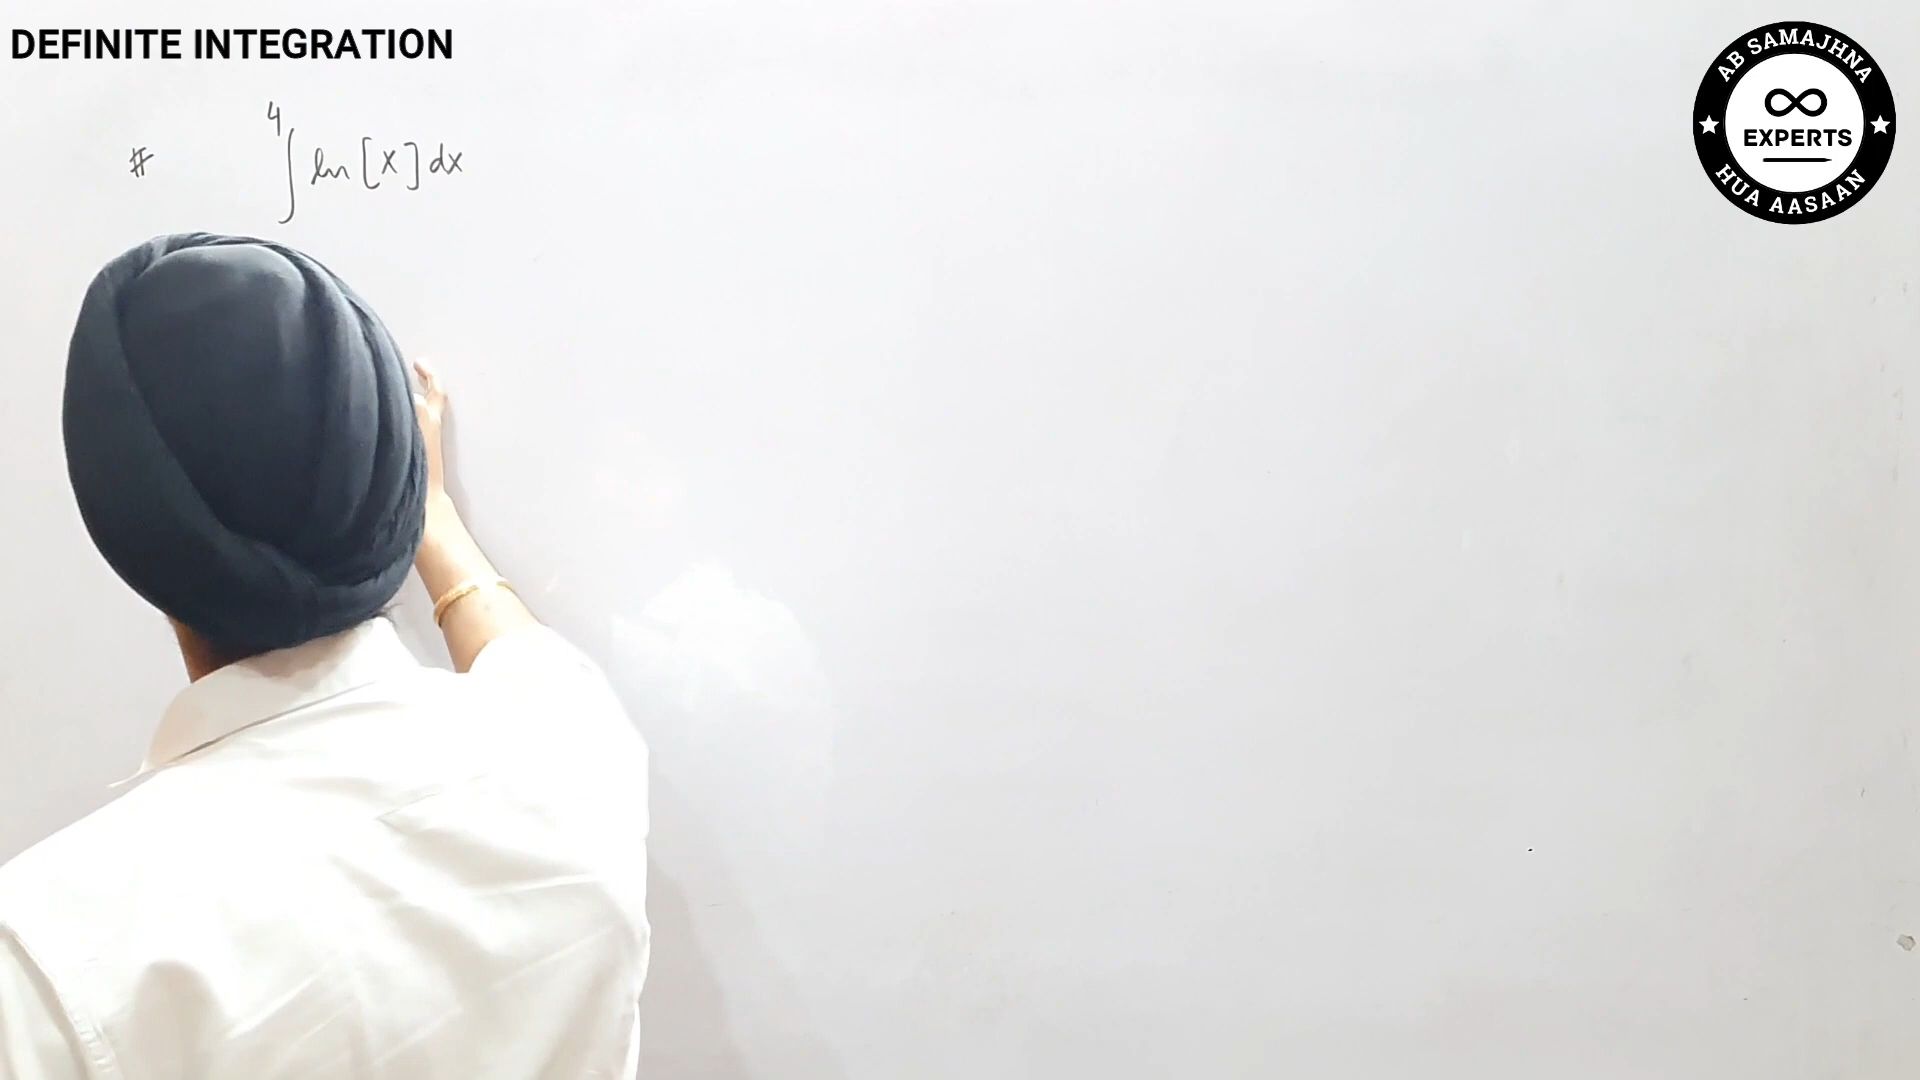 DEFINITE INTEGRATION
# ∫⁴ ln [x] dx
AB SAMAJHNA
∞
EXPERTS
HUA AASAAN